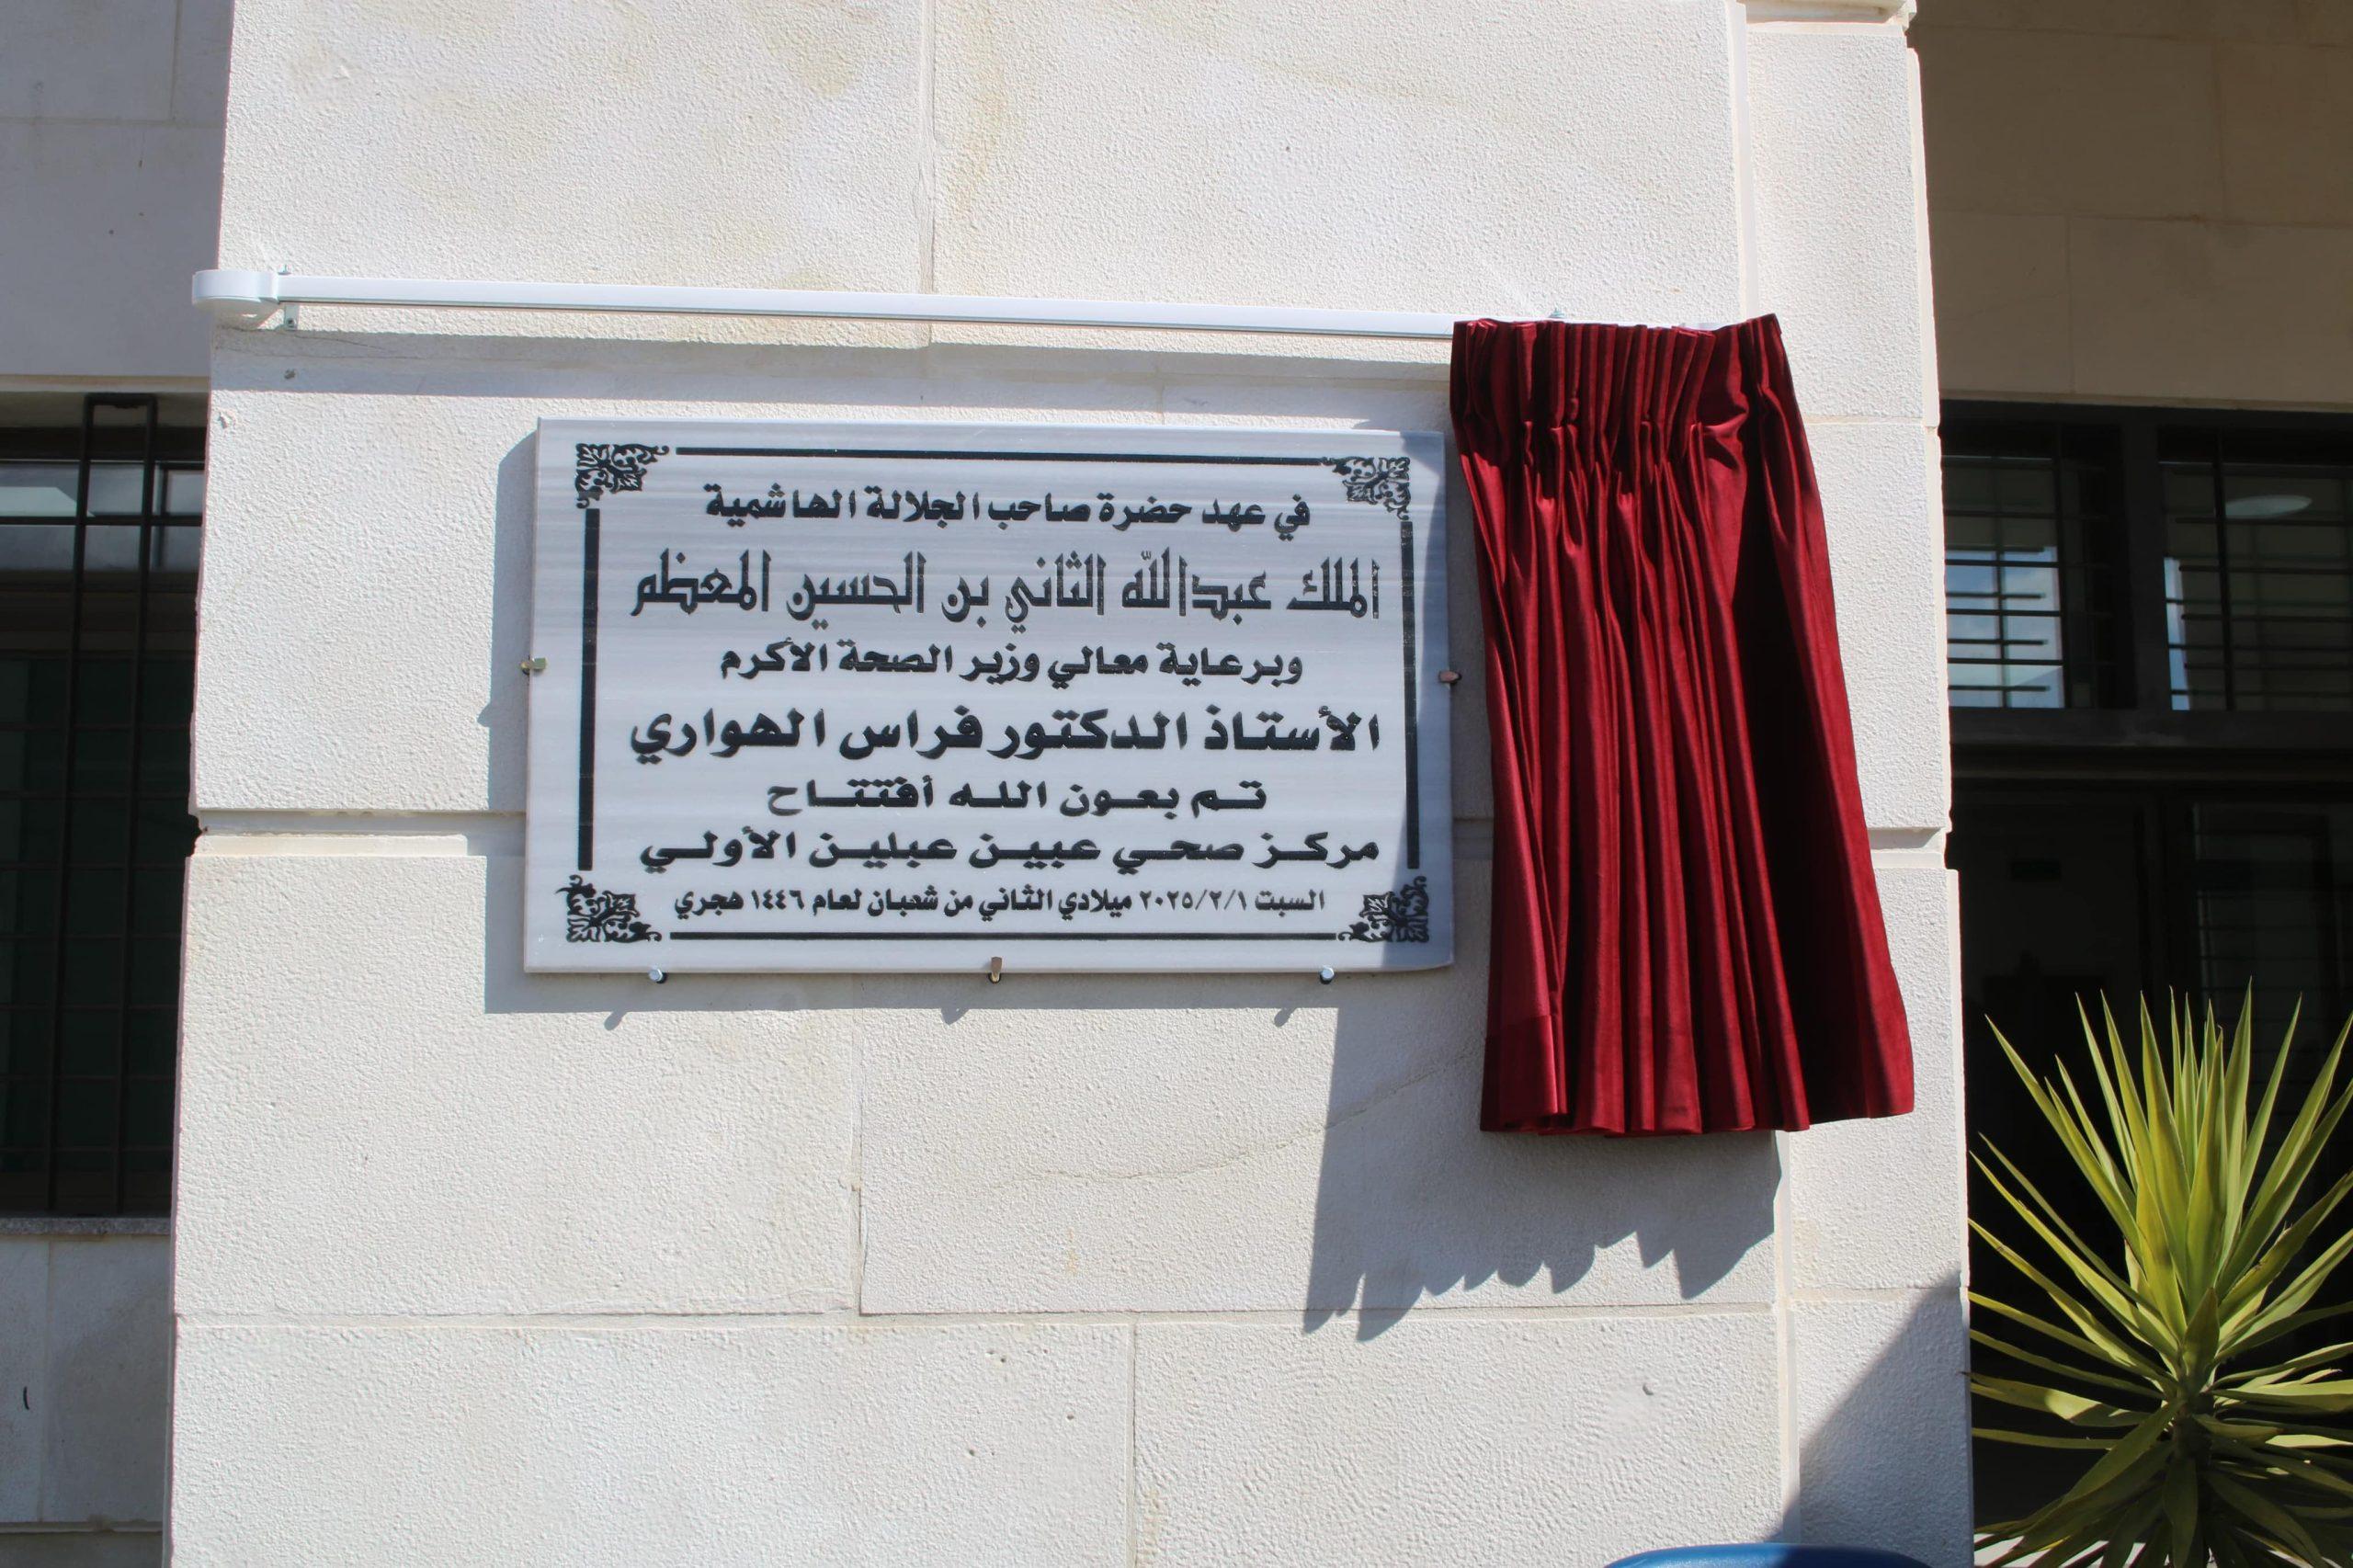 في عهد حضرة صاحب الجلالة الهاشمية
الملك عبدالله الثاني بن الحسين المعظم
وبرعاية معالي وزير الصحة الأكرم
الأستاذ الدكتور فراس الهواري
تم بعون الله أفتتاح
مركز صحي عبين عبلين الأولي
السبت ٢٠٢٥/٢/١ ميلادي الثاني من شعبان لعام ١٤٤٦ هجري